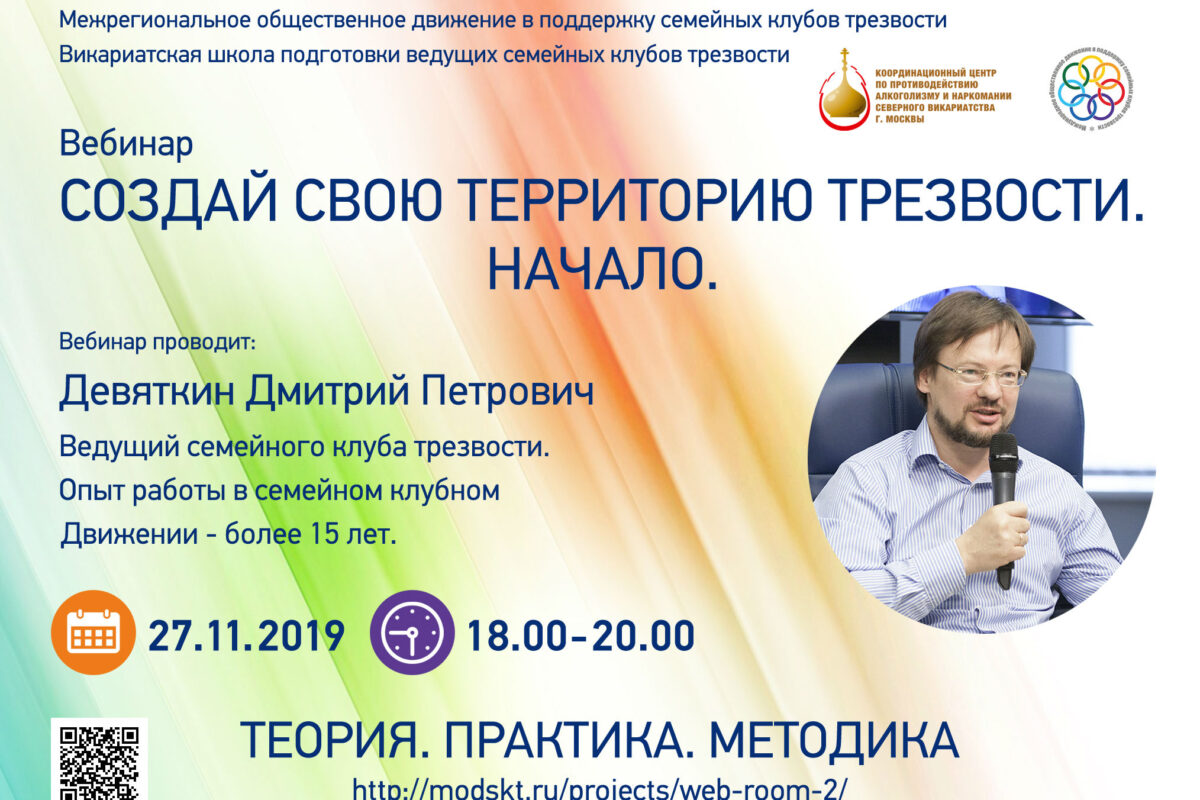 Межрегиональное общественное движение в поддержку семейных клубов трезвости
Викариатская школа подготовки ведущих семейных клубов трезвости
КООРДИНАЦИОННЫЙ ЦЕНТР
ПО ПРОТИВОДЕЙСТВИЮ
АЛКОГОЛИЗМУ И НАРКОМАНИИ
СЕВЕРНОГО ВИКАРИАТСТВА
Г. МОСКВЫ
Вебинар
СОЗДАЙ СВОЮ ТЕРРИТОРИЮ ТРЕЗВОСТИ.
НАЧАЛО.
Вебинар проводит:
Девяткин Дмитрий Петрович
Ведущий семейного клуба трезвости.
Опыт работы в семейном клубном
Движении - более 15 лет.
27.11.2019
18.00-20.00
ТЕОРИЯ. ПРАКТИКА. МЕТОДИКА
http://modskt.ru/projects/web-room-2/